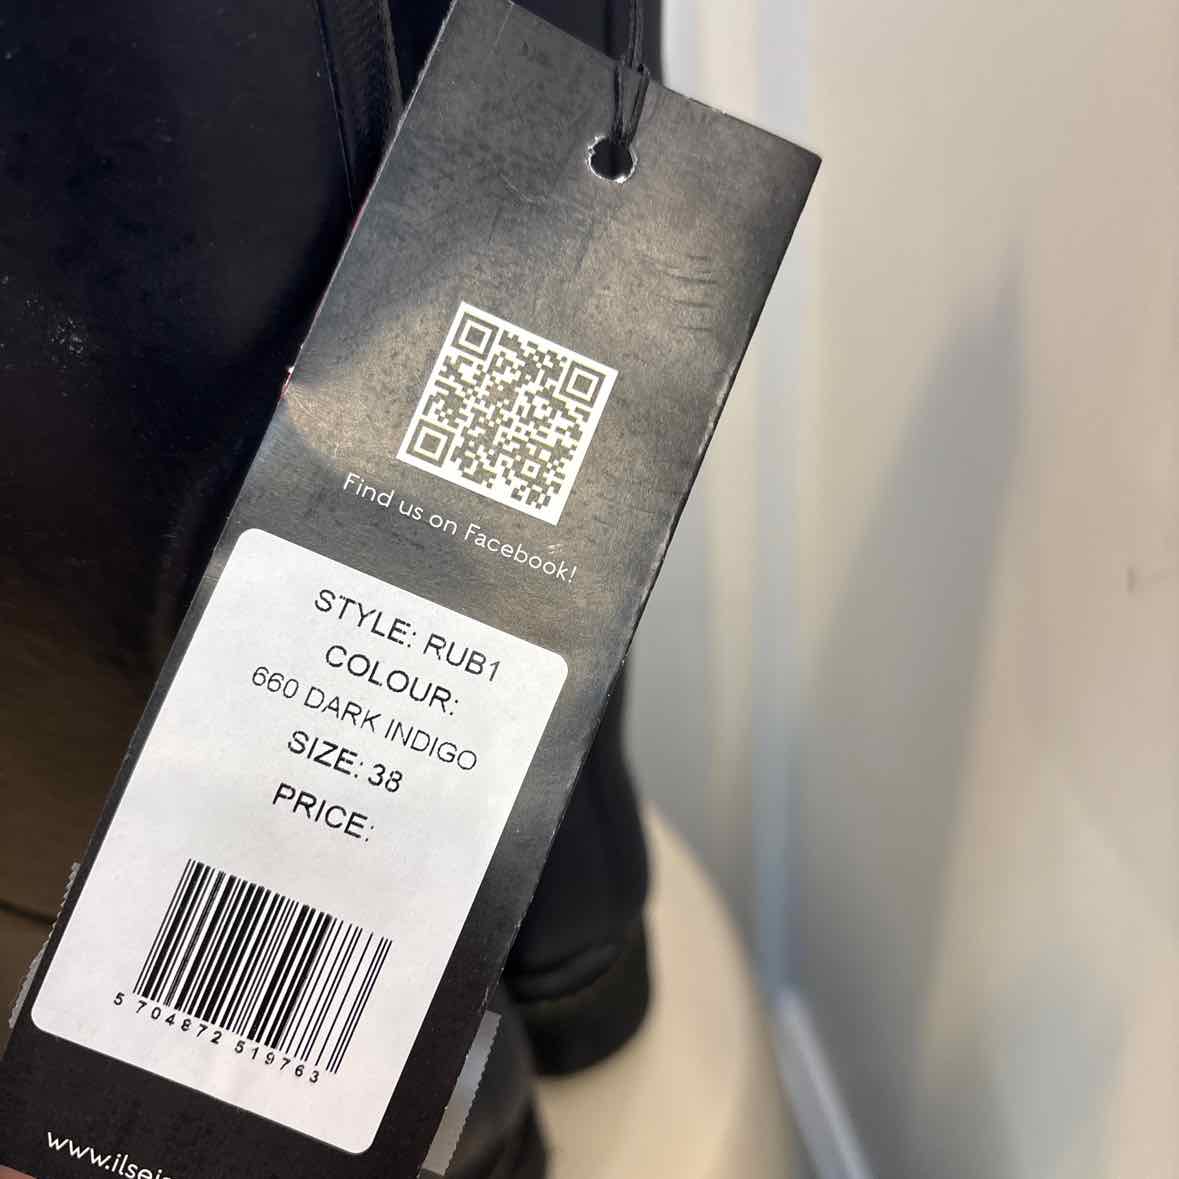 Find us on Facebook!
STYLE: RUB1
COLOUR:
660 DARK INDIGO
SIZE: 38
PRICE:
5 704872 519763